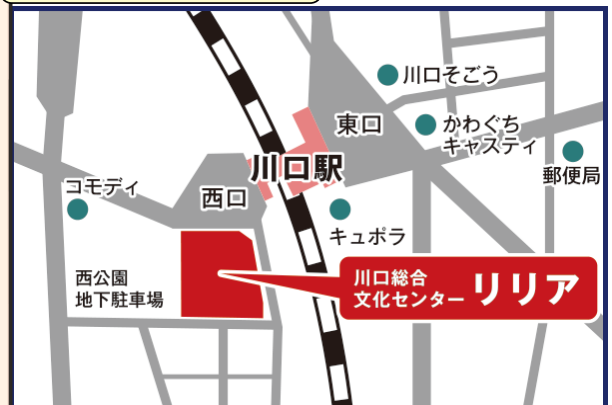 川口そごう
東口
かわぐち
キャスティ
川口駅
郵便局
コモディ
西口
キュポラ
西公園
地下駐車場
川口総合
文化センター リリア